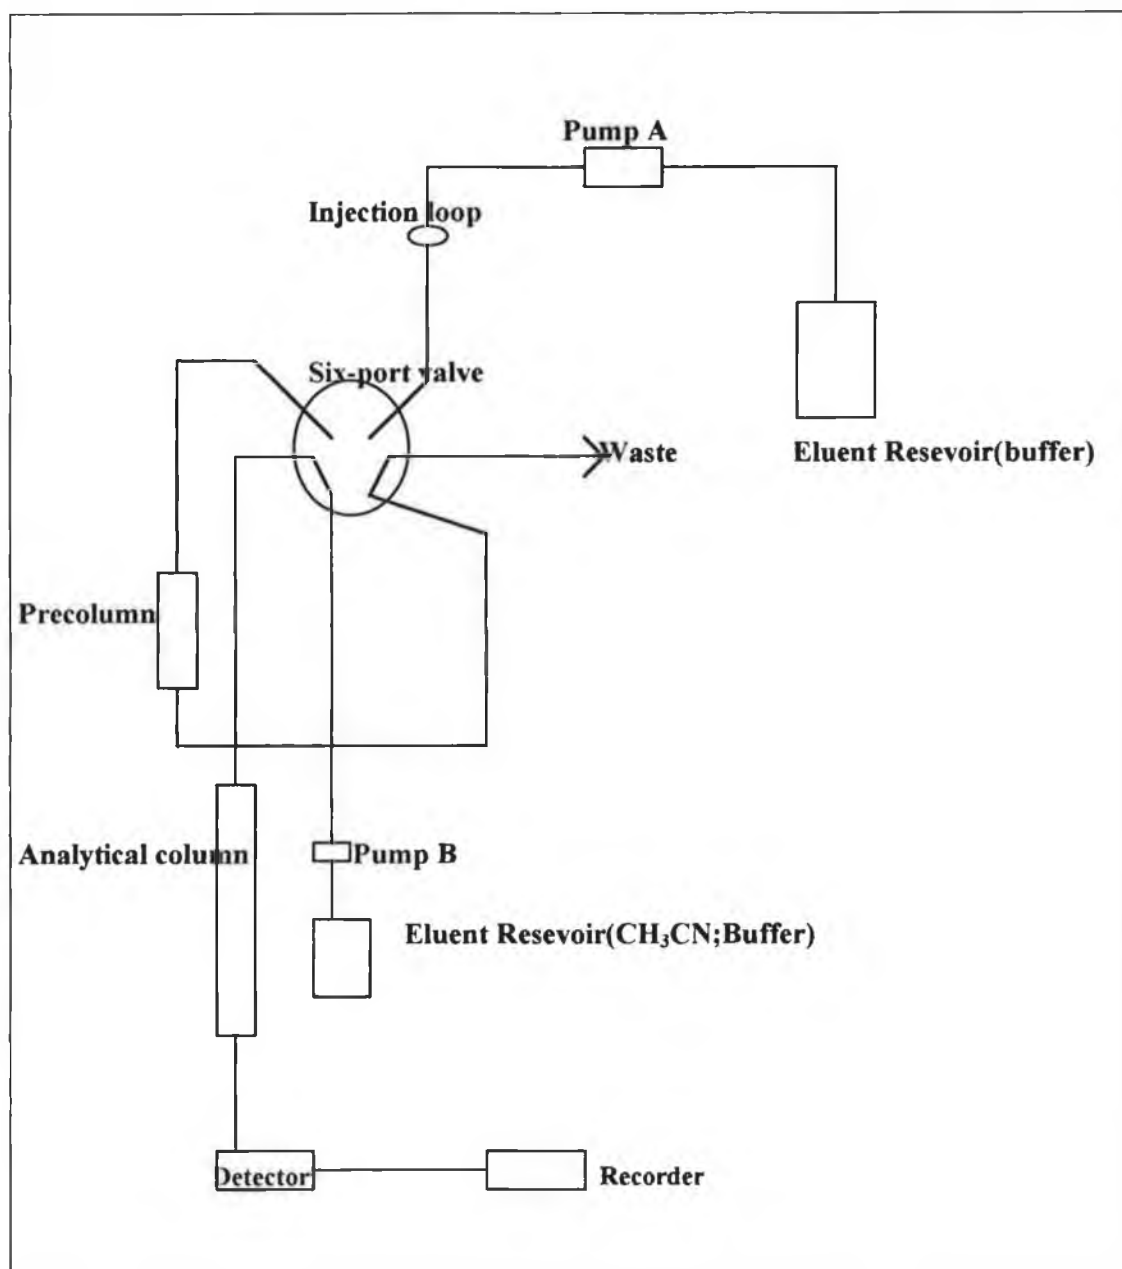 Pump A
Injection loop
Six-port valve
Waste
Eluent Resevoir(buffer)
Precolumn
Analytical column
Pump B
Eluent Resevoir(CH₃CN;Buffer)
Detector
Recorder